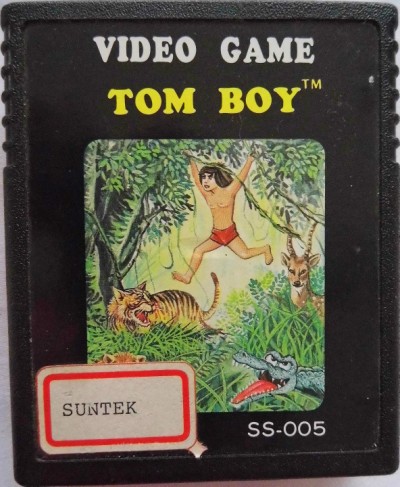 VIDEO GAME
TOM BOY™
SUNTEK
SS-005